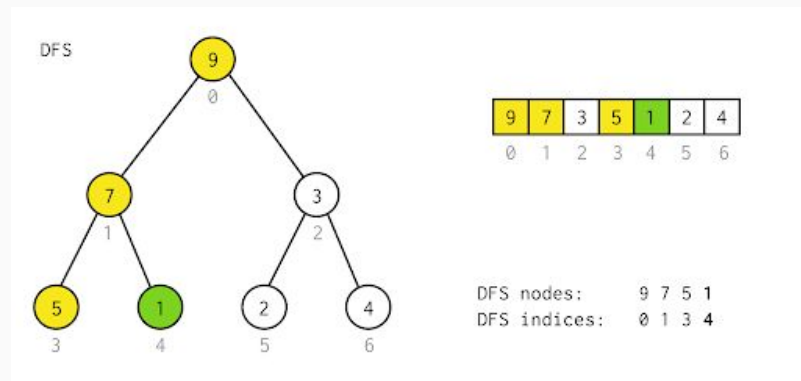 DFS
9
0
9 7 3 5 1 2 4
0 1 2 3 4 5 6
7 3
1 2
5 1 2 4
3 4 5 6
DFS nodes: 9 7 5 1
DFS indices: 0 1 3 4